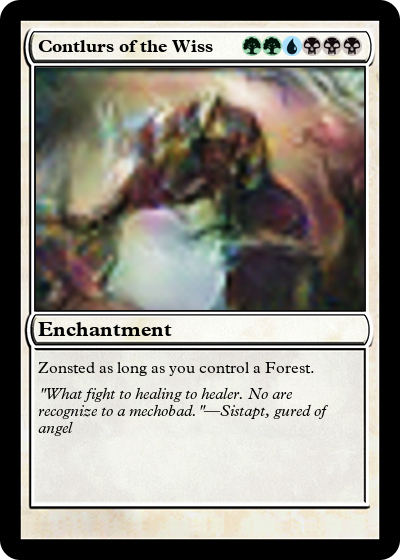 Contlurs of the Wiss
Enchantment
Zonsted as long as you control a Forest.
"What fight to healing to healer. No are
recognize to a mechobad."—Sistapt, gured of
angel